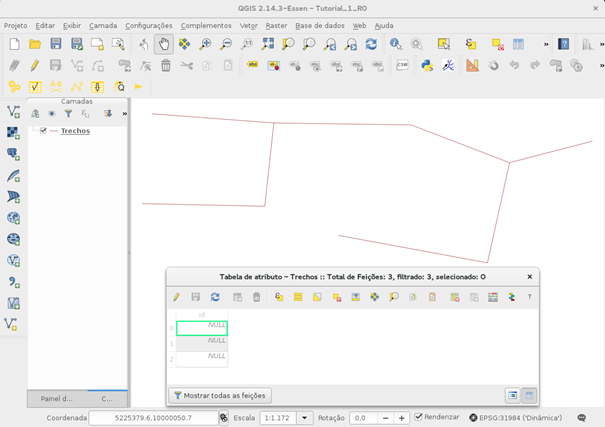 QGIS 2.14.3-Essen - Tutorial_1_RO
Projeto Editar Exibir Camada Configurações Complementos Vetor Raster Base de dados Web Ajuda
abc
CSW
Camadas
Trechos
Tabela de atributo - Trechos :: Total de Feições: 3, filtrado: 3, selecionado: 0
id
0 NULL
1 NULL
2 NULL
Mostrar todas as feições
Painel d... C...
Coordenada 5225379.6,10000050.7 Escala 1:1.172 Rotação 0,0 Renderizar EPSG:31984 ('Dinâmica')